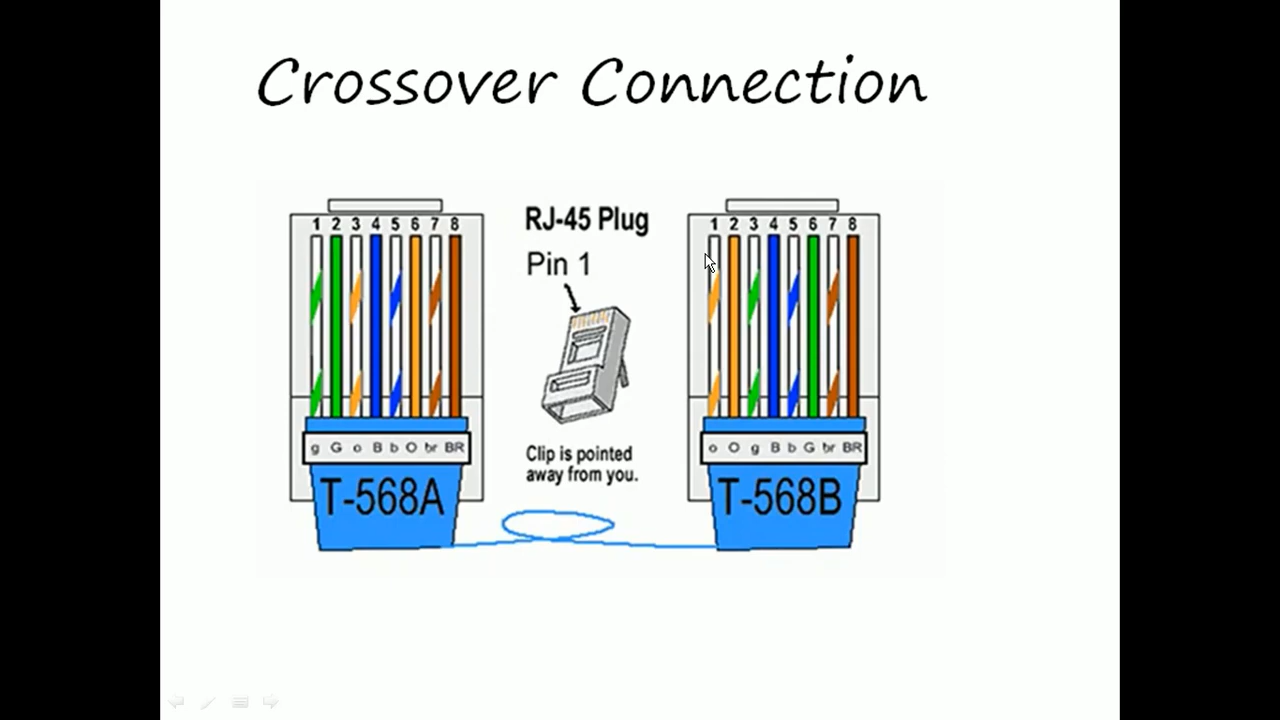 Crossover Connection
1 2 3 4 5 6 7 8
g G o B b O br BR
T-568A
RJ-45 Plug
Pin 1
Clip is pointed
away from you.
1 2 3 4 5 6 7 8
o O g B b G br BR
T-568B